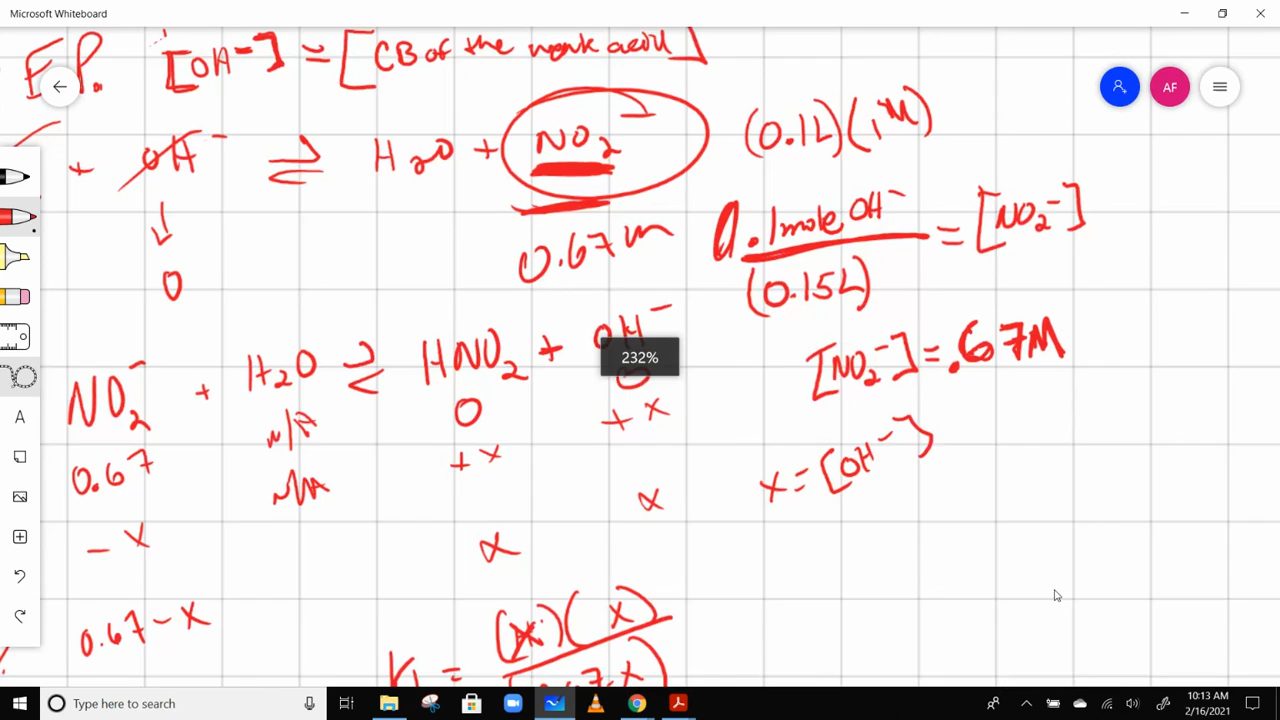 Microsoft Whiteboard
E.P. [OH⁻] = [CB of the weak acid]
+ OH⁻ ⇌ H₂O + NO₂
(0.1L)(1M)
↓
0
0.67m
0.1mole OH⁻ / (0.15L) = [NO₂⁻]
[NO₂⁻] = .67M
x = [OH⁻]
NO₂⁻ + H₂O ⇌ HNO₂ + OH⁻
0.67 N/A 0 0
-x N/A +x +x
0.67-x x x
232%
AF
A
(x)(x)
Type here to search
10:13 AM
2/16/2021